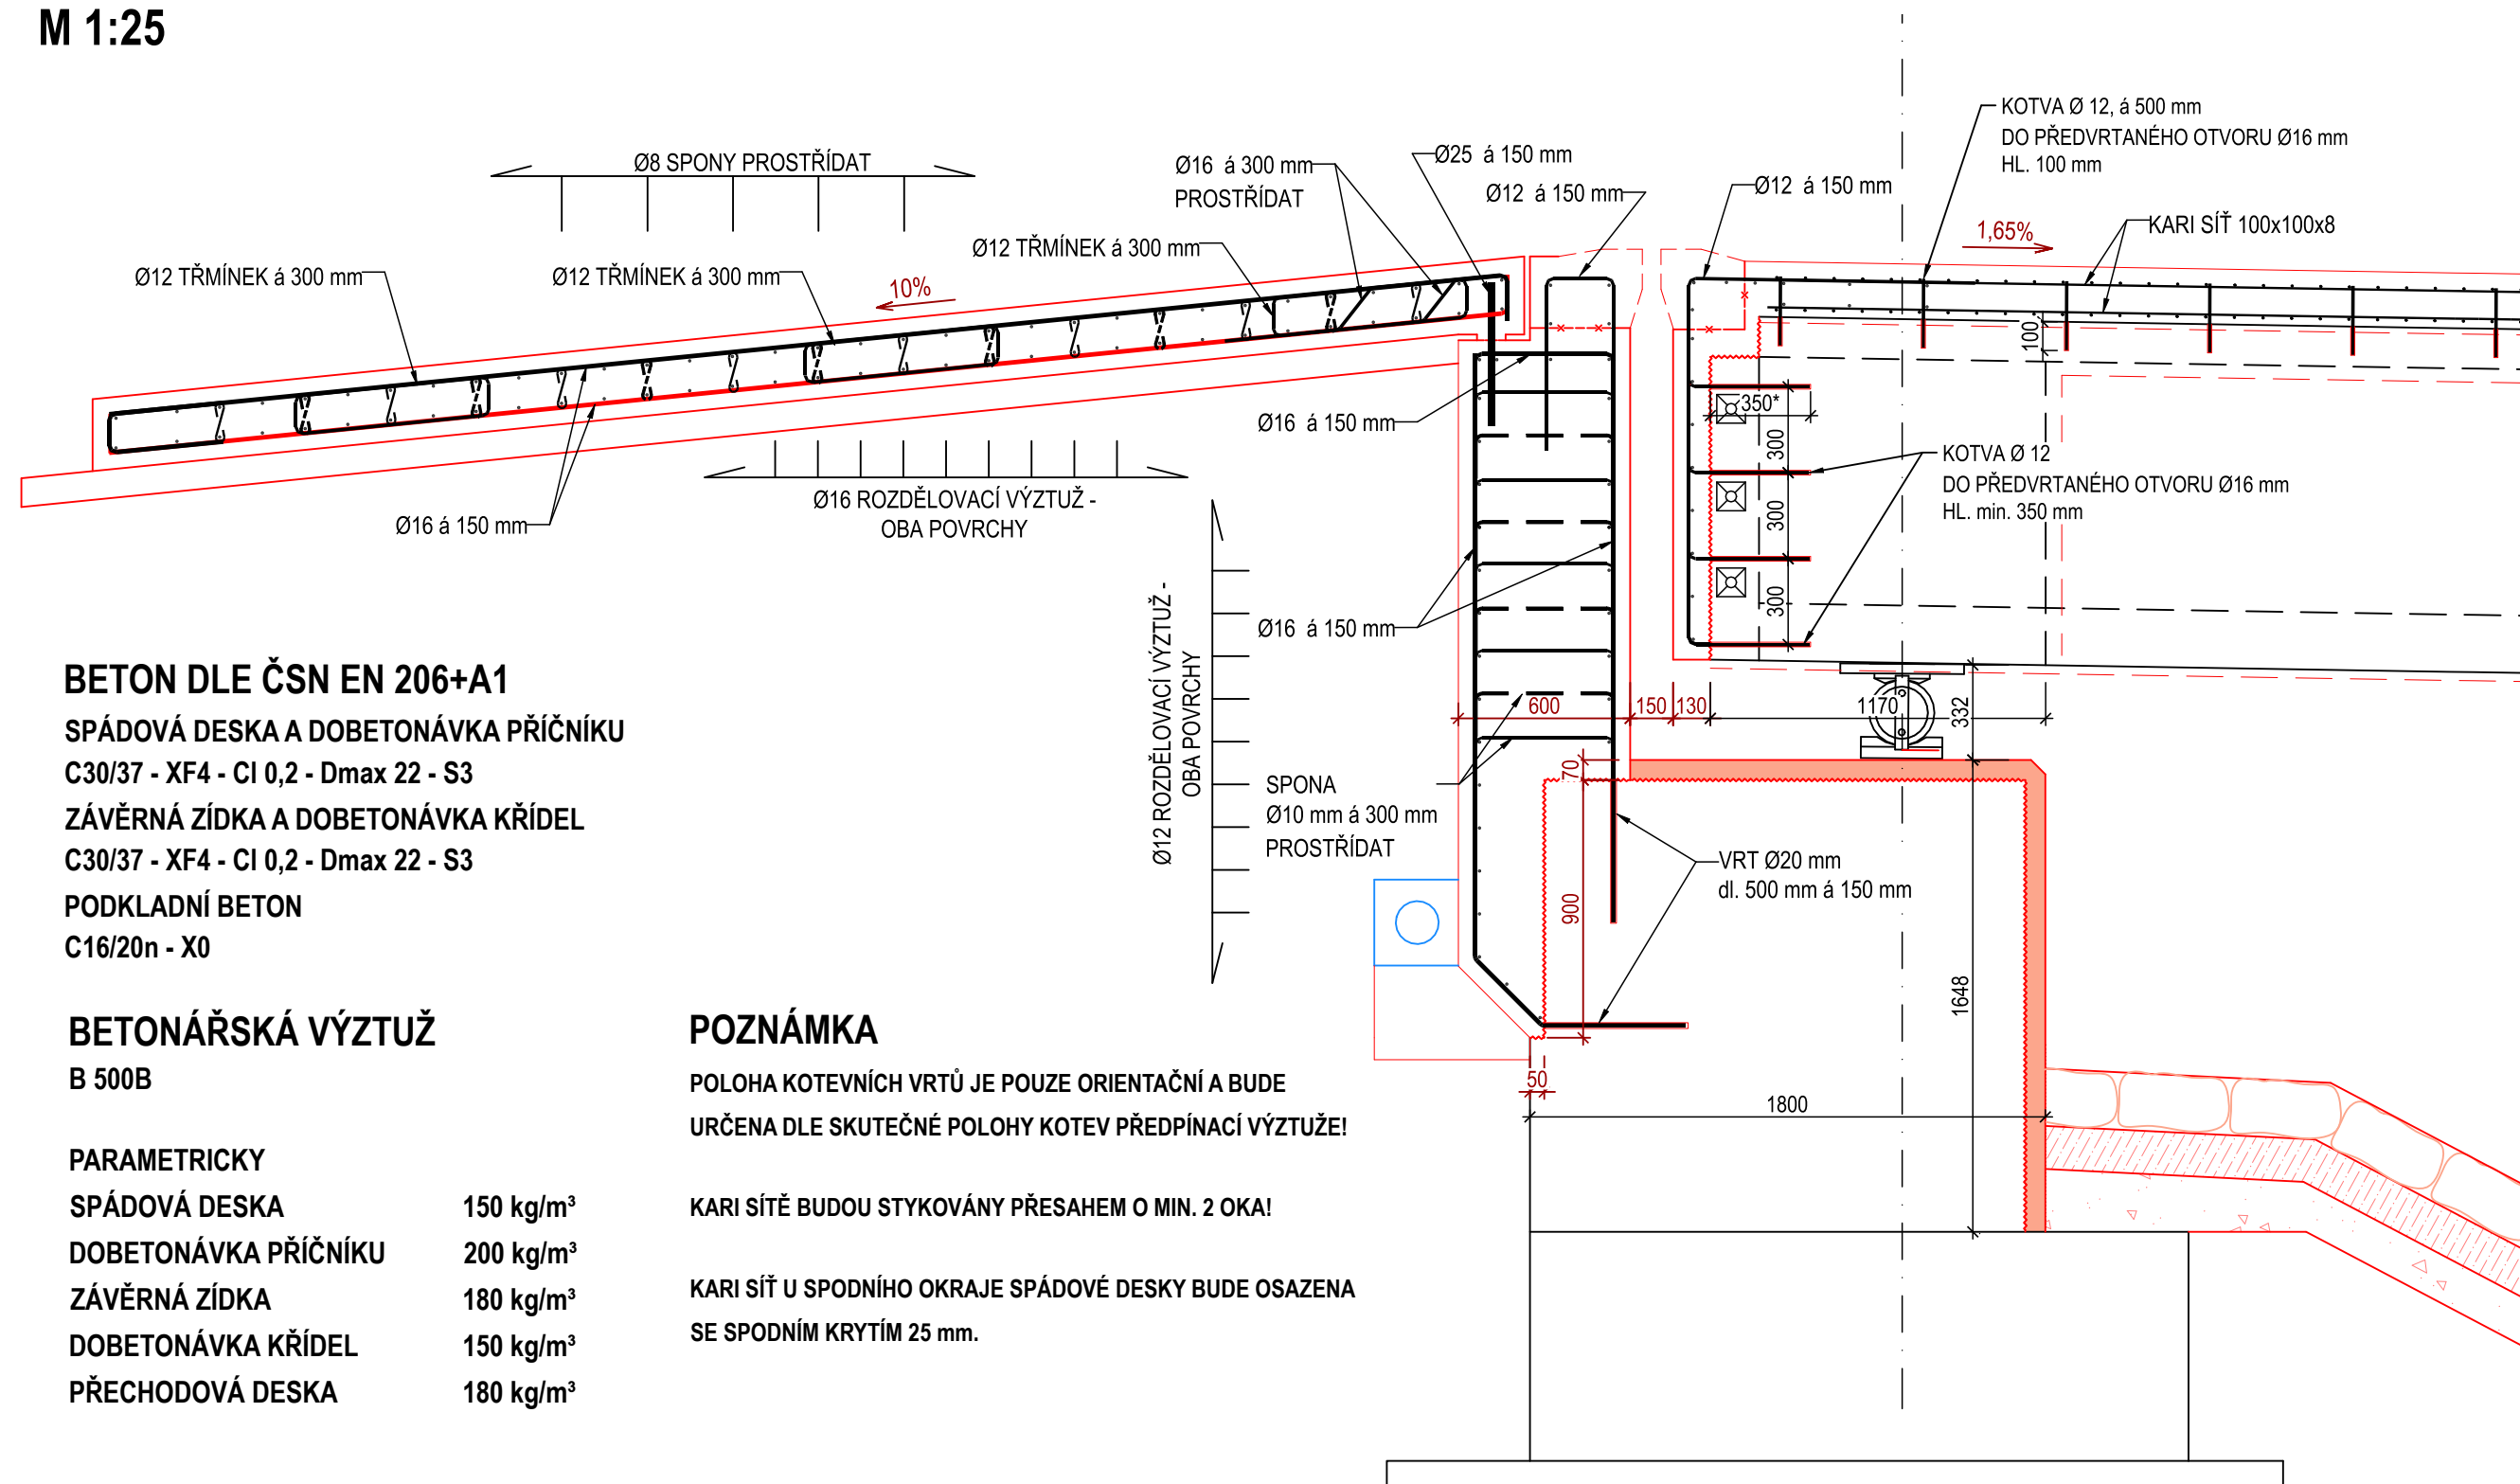 M 1:25
Ø8 SPONY PROSTŘÍDAT
Ø16 á 300 mm
PROSTŘÍDAT
Ø25 á 150 mm
Ø12 á 150 mm
Ø12 á 150 mm
KOTVA Ø 12, á 500 mm
DO PŘEDVRTANÉHO OTVORU Ø16 mm
HL. 100 mm
1,65%
KARI SÍŤ 100x100x8
Ø12 TŘMÍNEK á 300 mm
Ø12 TŘMÍNEK á 300 mm
Ø12 TŘMÍNEK á 300 mm
10%
100
350*
300
300
300
Ø16 á 150 mm
KOTVA Ø 12
DO PŘEDVRTANÉHO OTVORU Ø16 mm
HL. min. 350 mm
Ø16 ROZDĚLOVACÍ VÝZTUŽ -
OBA POVRCHY
Ø16 á 150 mm
Ø12 ROZDĚLOVACÍ VÝZTUŽ -
OBA POVRCHY
Ø16 á 150 mm
600
150
130
1170
332
70
SPONA
Ø10 mm á 300 mm
PROSTŘÍDAT
VRT Ø20 mm
dl. 500 mm á 150 mm
900
1648
50
1800
BETON DLE ČSN EN 206+A1
SPÁDOVÁ DESKA A DOBETONÁVKA PŘÍČNÍKU
C30/37 - XF4 - Cl 0,2 - Dmax 22 - S3
ZÁVĚRNÁ ZÍDKA A DOBETONÁVKA KŘÍDEL
C30/37 - XF4 - Cl 0,2 - Dmax 22 - S3
PODKLADNÍ BETON
C16/20n - X0
BETONÁŘSKÁ VÝZTUŽ
B 500B
PARAMETRICKY
SPÁDOVÁ DESKA 150 kg/m³
DOBETONÁVKA PŘÍČNÍKU 200 kg/m³
ZÁVĚRNÁ ZÍDKA 180 kg/m³
DOBETONÁVKA KŘÍDEL 150 kg/m³
PŘECHODOVÁ DESKA 180 kg/m³
POZNÁMKA
POLOHA KOTEVNÍCH VRTŮ JE POUZE ORIENTAČNÍ A BUDE
URČENA DLE SKUTEČNÉ POLOHY KOTEV PŘEDPÍNACÍ VÝZTUŽE!
KARI SÍTĚ BUDOU STYKOVÁNY PŘESAHEM O MIN. 2 OKA!
KARI SÍŤ U SPODNÍHO OKRAJE SPÁDOVÉ DESKY BUDE OSAZENA
SE SPODNÍM KRYTÍM 25 mm.